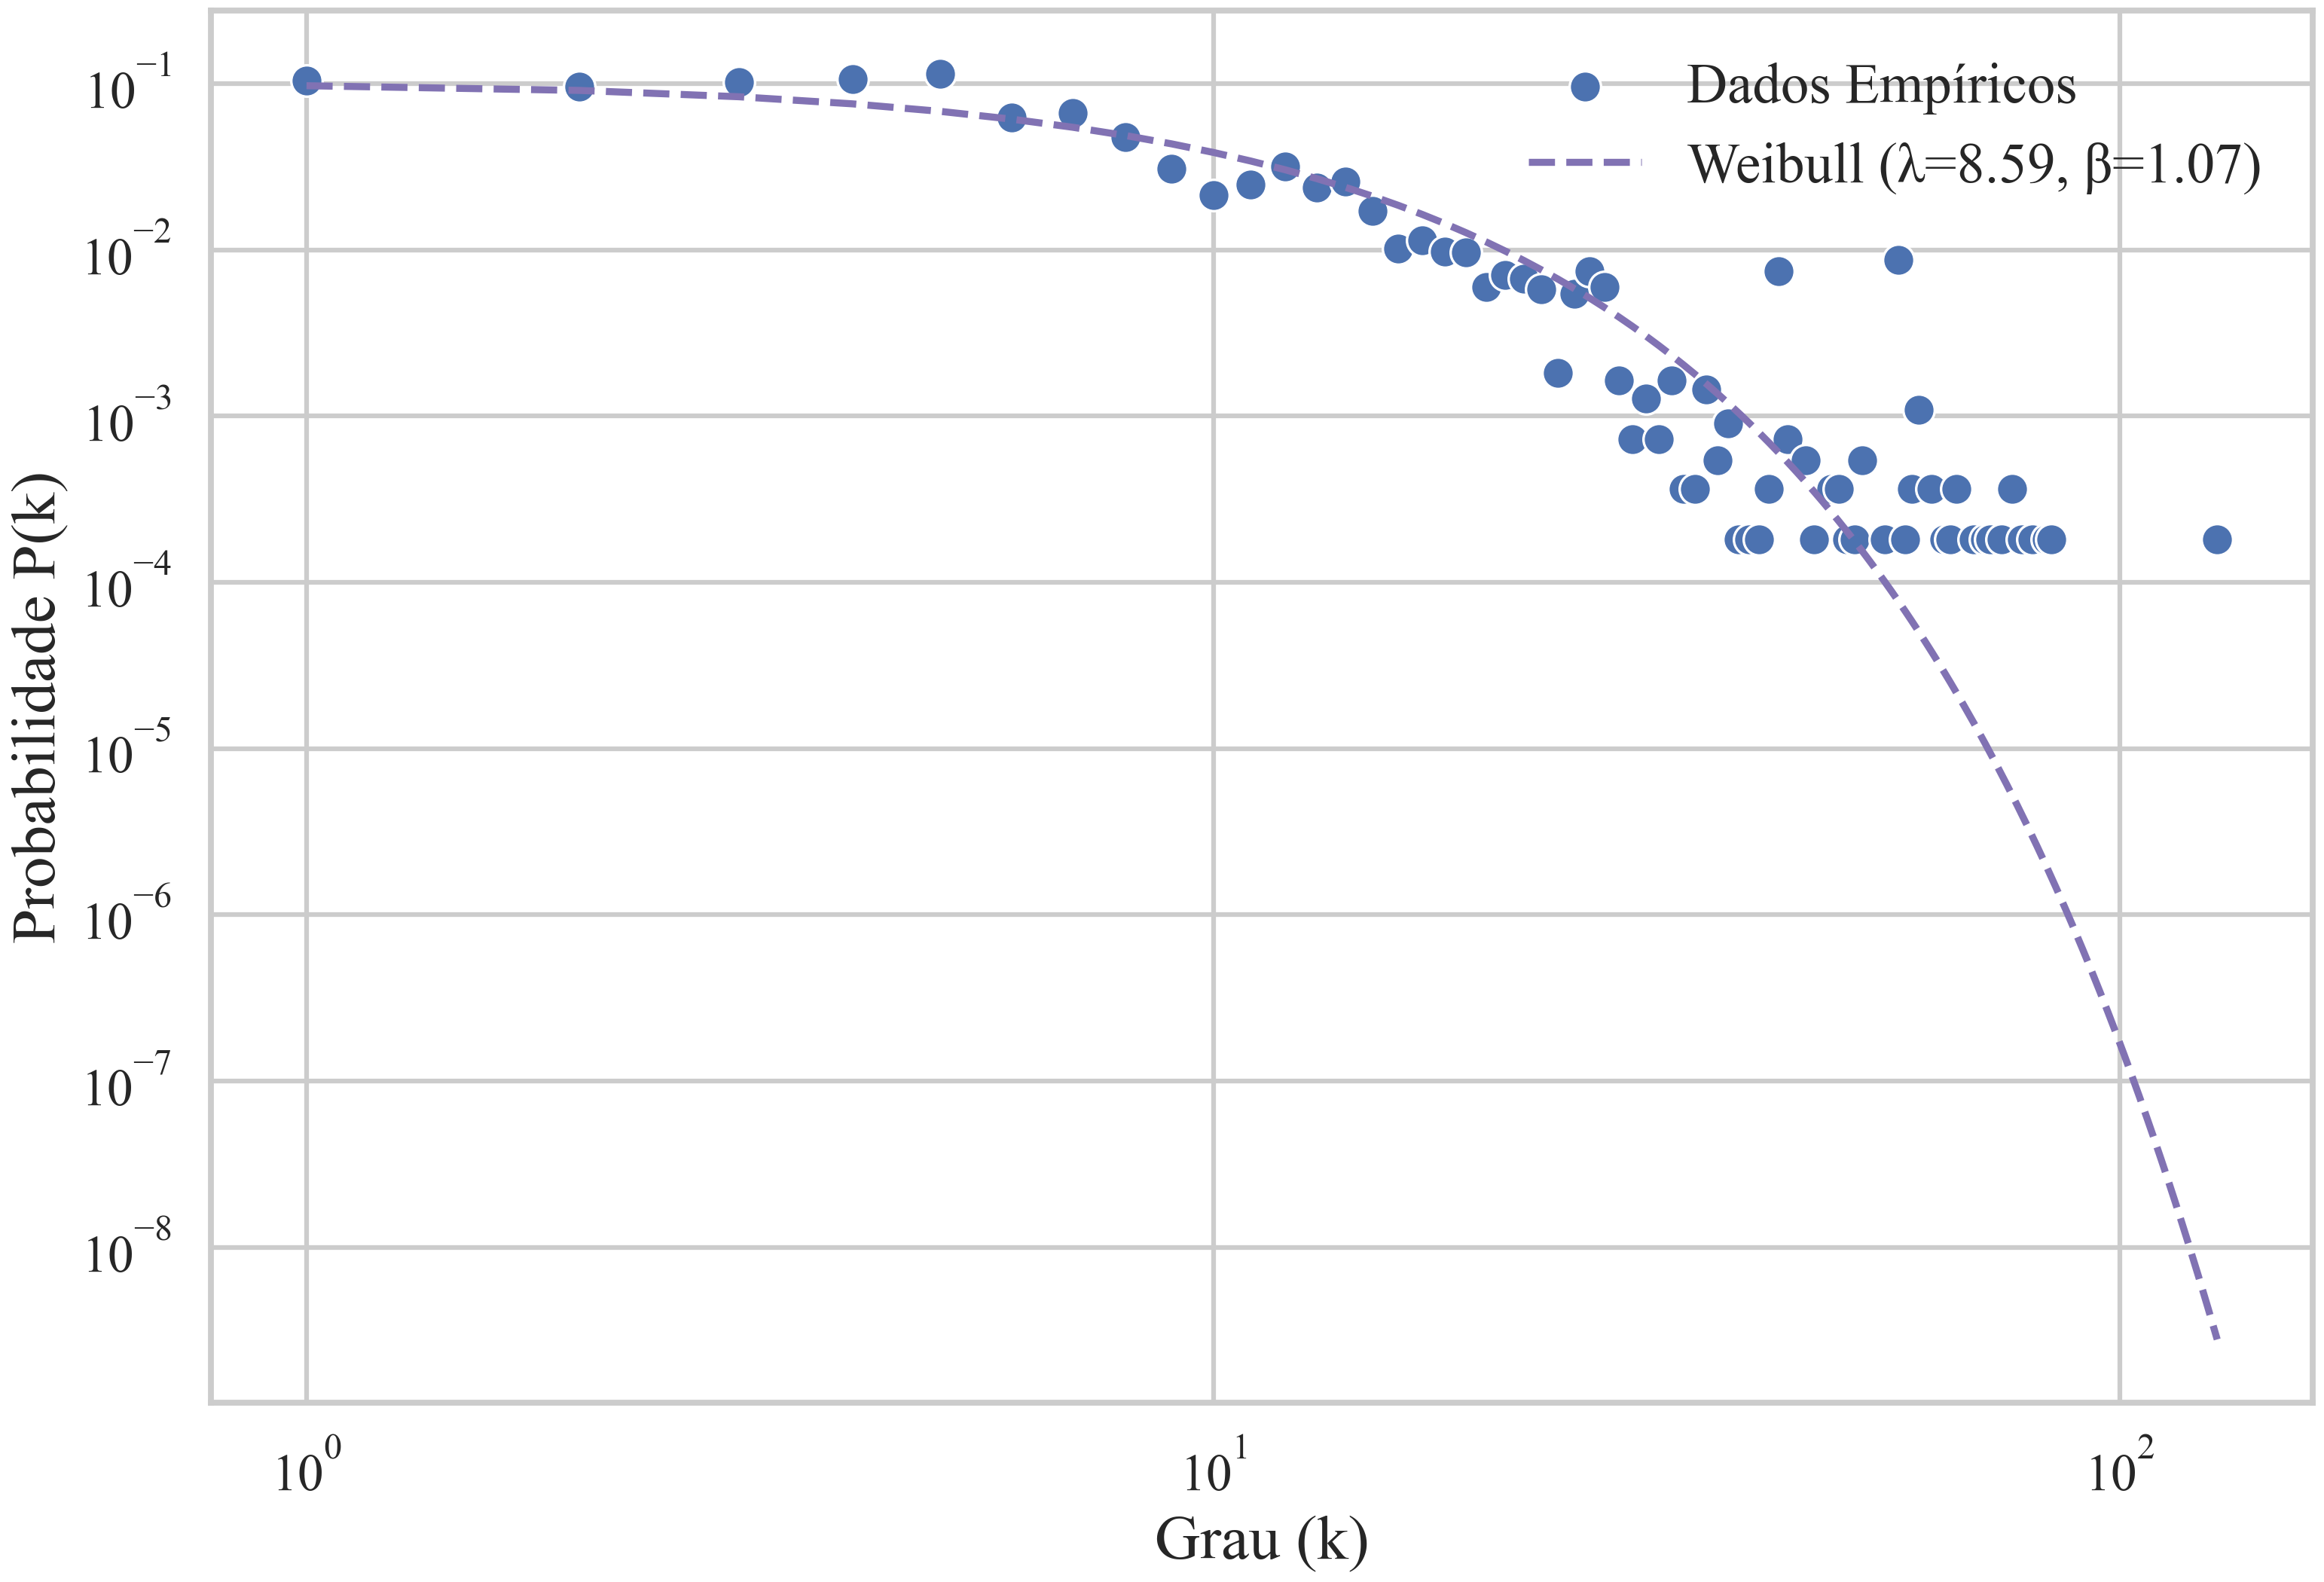 Dados Empíricos
Weibull (λ=8.59, β=1.07)
Probabilidade P(k)
10⁻¹
10⁻²
10⁻³
10⁻⁴
10⁻⁵
10⁻⁶
10⁻⁷
10⁻⁸
10⁰ 10¹ 10²
Grau (k)